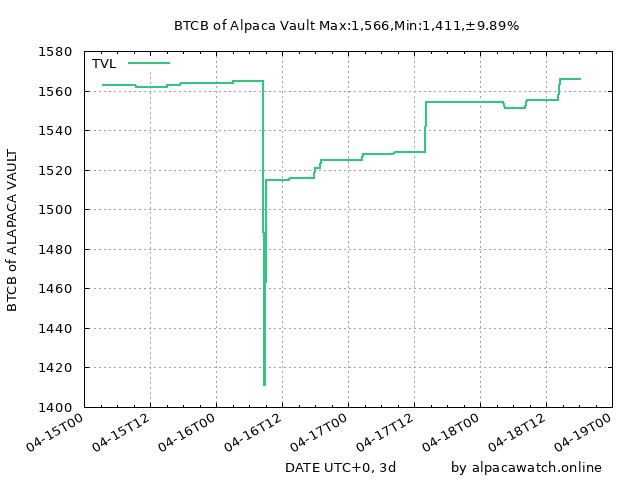 BTCB of Alpaca Vault Max:1,566,Min:1,411,±9.89%
TVL
1580
1560
1540
1520
1500
1480
1460
1440
1420
1400
BTCB of ALAPACA VAULT
04-15T00
04-15T12
04-16T00
04-16T12
04-17T00
04-17T12
04-18T00
04-18T12
04-19T00
DATE UTC+0, 3d
by alpacawatch.online